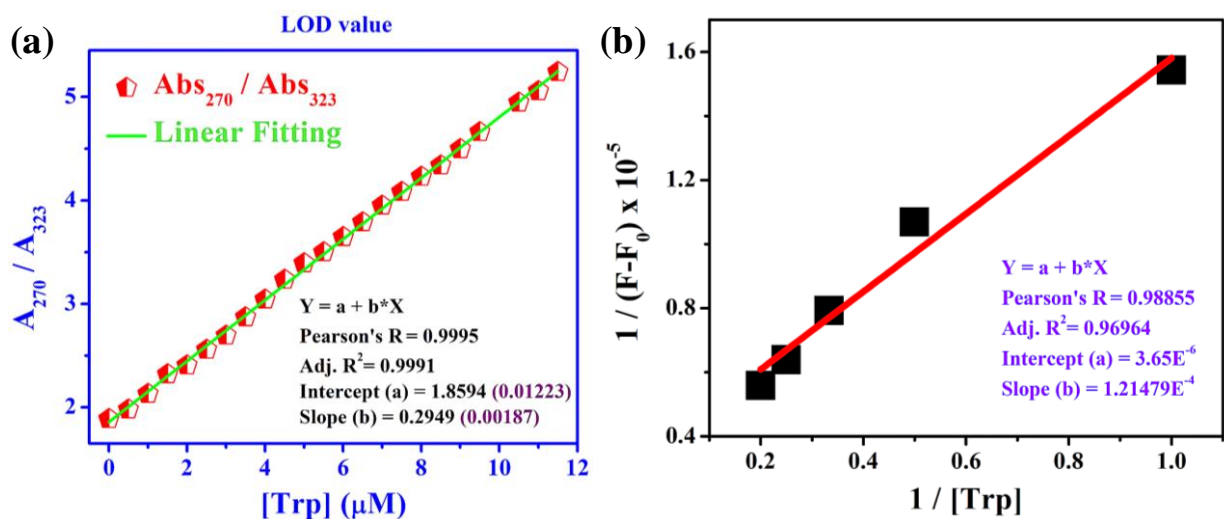 (a)
LOD value
Abs₂₇₀ / Abs₃₂₃
Linear Fitting
A₂₇₀ / A₃₂₃
5
4
3
2
Y = a + b*X
Pearson's R = 0.9995
Adj. R²= 0.9991
Intercept (a) = 1.8594 (0.01223)
Slope (b) = 0.2949 (0.00187)
0 2 4 6 8 10 12
[Trp] (μM)
(b)
1 / (F-F₀) x 10⁻⁵
1.6
1.2
0.8
0.4
Y = a + b*X
Pearson's R = 0.98855
Adj. R²= 0.96964
Intercept (a) = 3.65E⁻⁶
Slope (b) = 1.21479E⁻⁴
0.2 0.4 0.6 0.8 1.0
1 / [Trp]